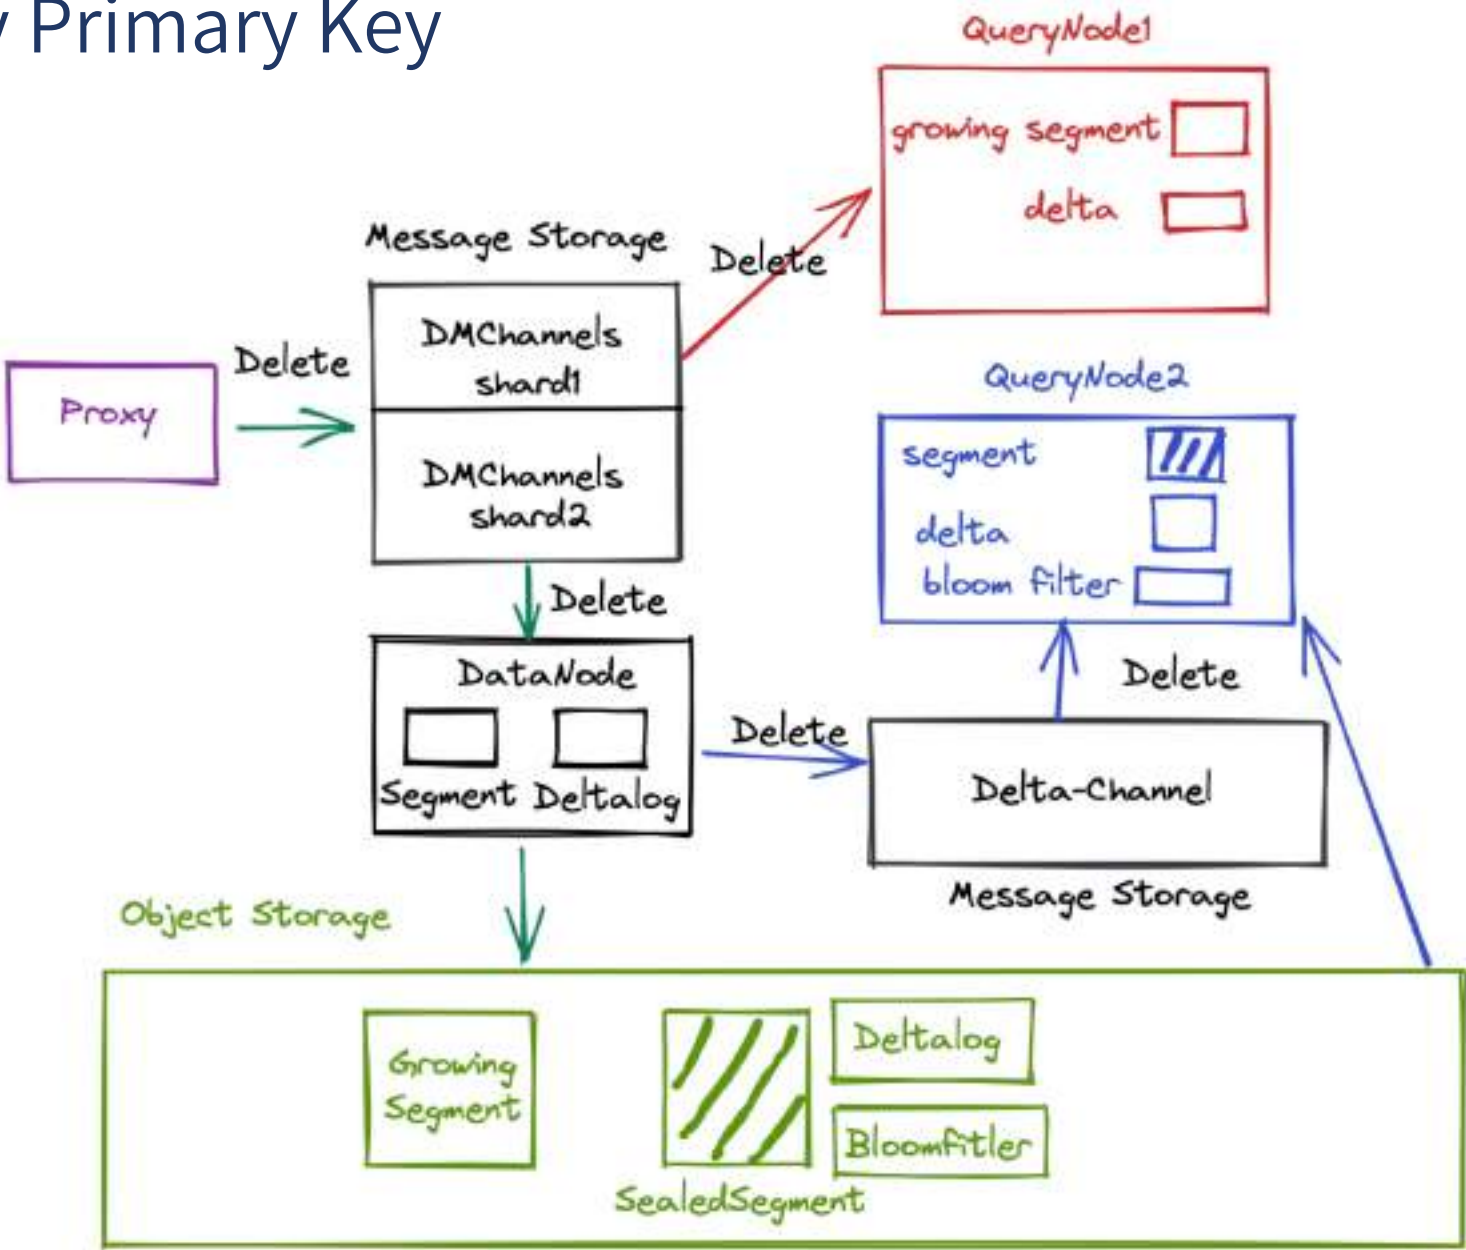 y Primary Key
QueryNode1
growing segment
delta
Message Storage
Delete
DMChannels
shard1
Delete
Proxy
DMChannels
shard2
QueryNode2
segment
delta
bloom filter
Delete
DataNode
Segment Deltalog
Delete
Delete
Delta-Channel
Message Storage
Object Storage
Growing
Segment
SealedSegment
Deltalog
Bloomfitler